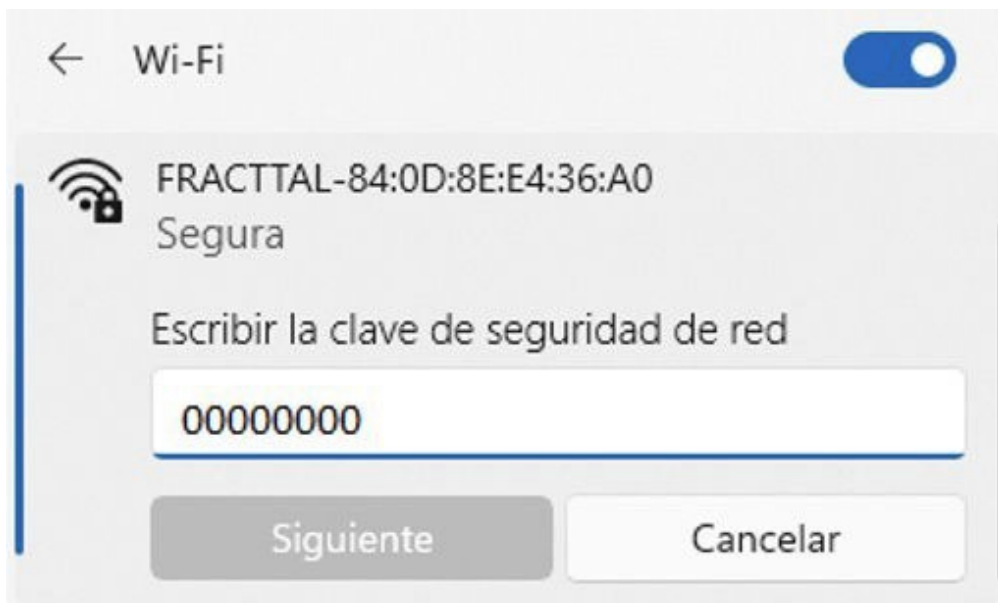 Wi-Fi
FRACTTAL-84:0D:8E:E4:36:A0
Segura
Escribir la clave de seguridad de red
00000000
Siguiente
Cancelar